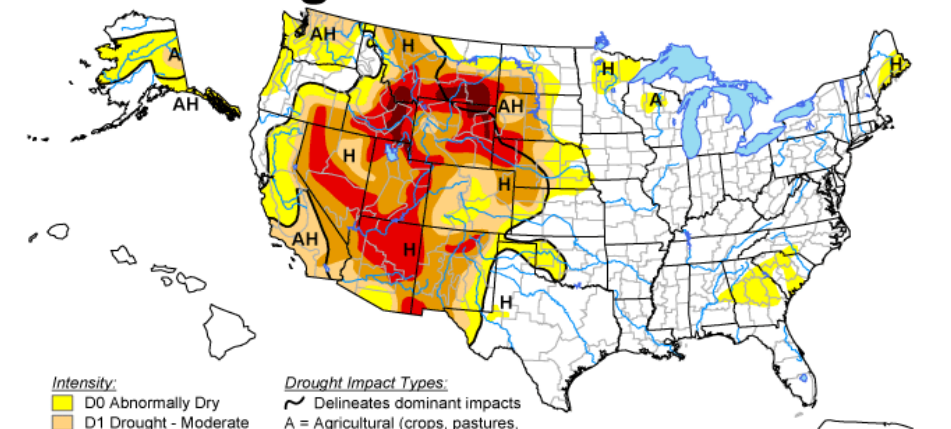 AH
H
A
H
H
A
AH
AH
H
H
AH
H
H
Intensity:
D0 Abnormally Dry
D1 Drought - Moderate
Drought Impact Types:
Delineates dominant impacts
A = Agricultural (crops, pastures,